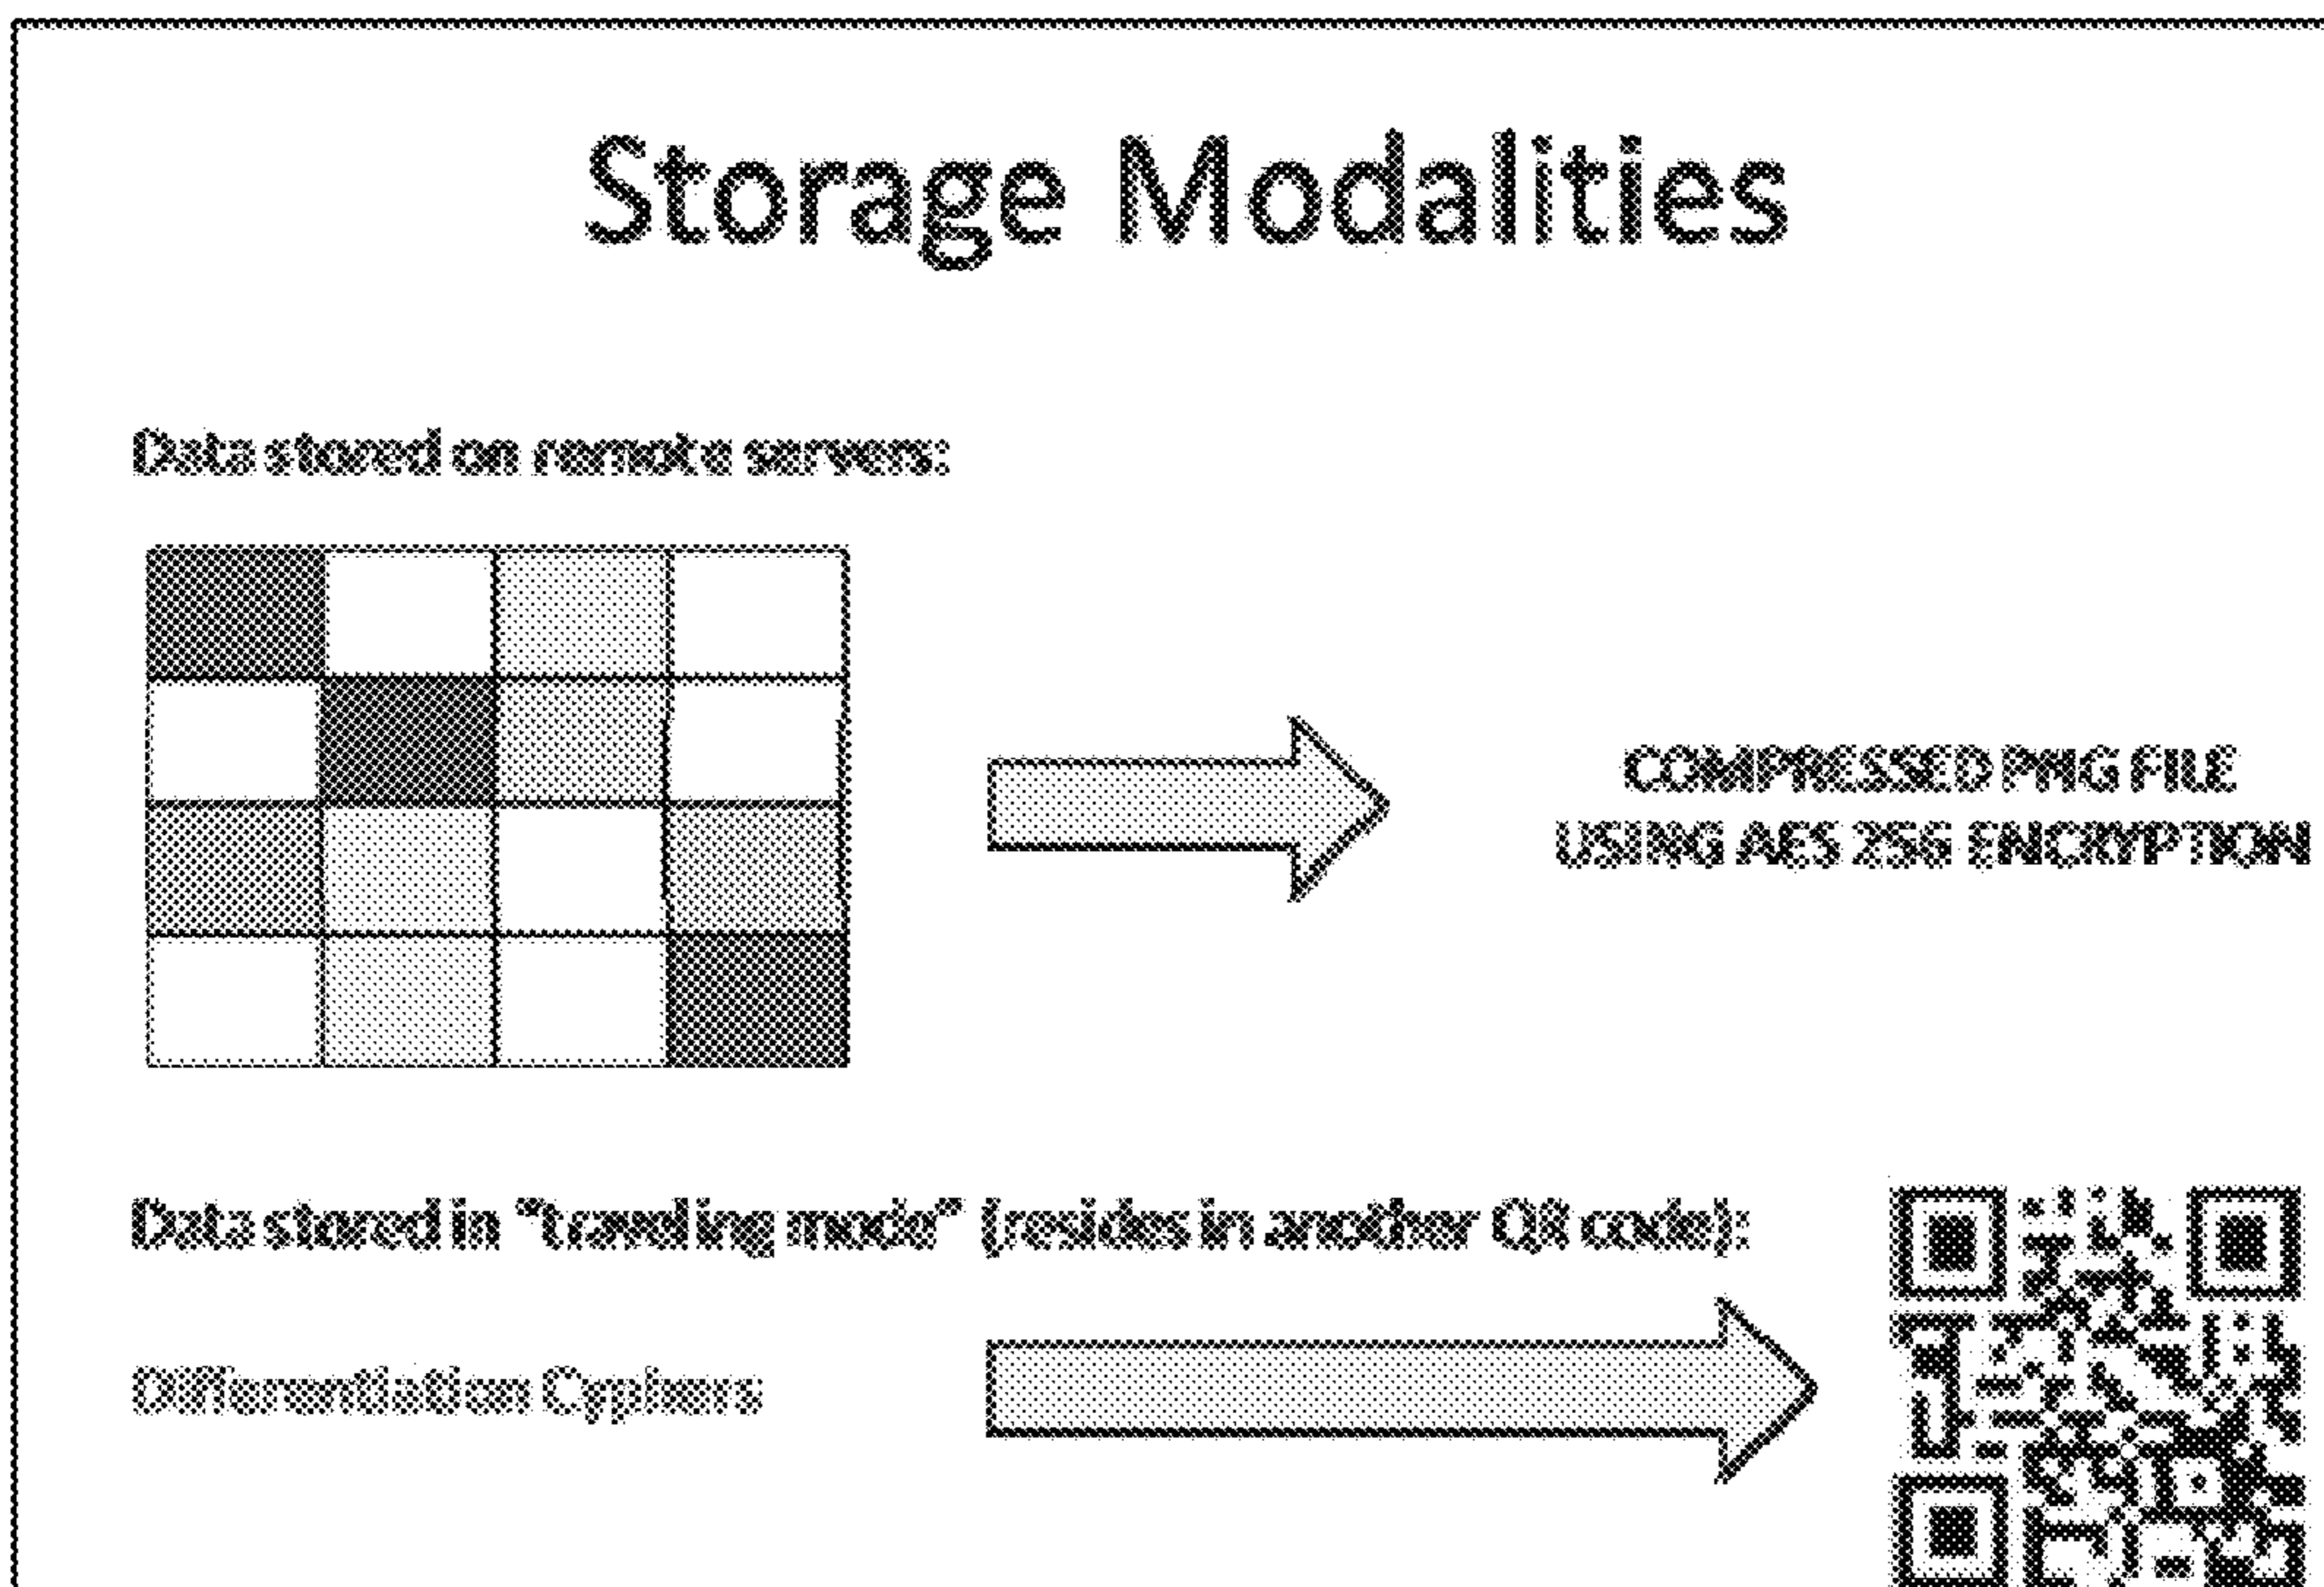 Storage Modalities
Data stored on remote servers:
COMPRESSED PNG FILE
USING AES 256 ENCRYPTION
Data stored in "traveling mode" (resides in another QR code):
Differentiation Cyphers